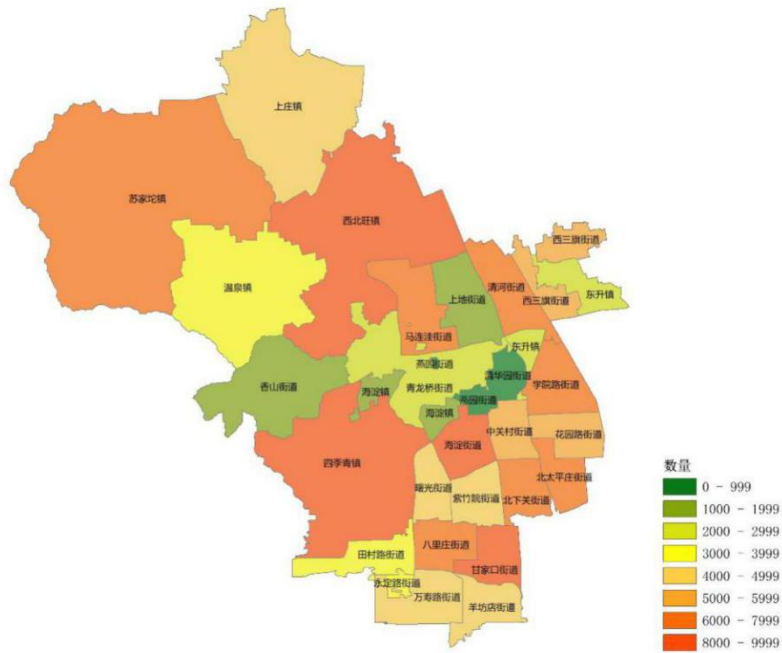 上庄镇
苏家坨镇
西北旺镇
西三旗街道
温泉镇
清河街道
上地街道
西三旗街道
东升镇
马连洼街道
东升镇
燕园街道
清华园街道
学院路街道
香山街道
海淀镇
青龙桥街道
燕园街道
海淀镇
中关村街道
花园路街道
海淀街道
四季青镇
北太平庄街道
曙光街道
紫竹院街道
北下关街道
八里庄街道
田村路街道
甘家口街道
永定路街道
万寿路街道
羊坊店街道
数量
0 - 999
1000 - 1999
2000 - 2999
3000 - 3999
4000 - 4999
5000 - 5999
6000 - 7999
8000 - 9999